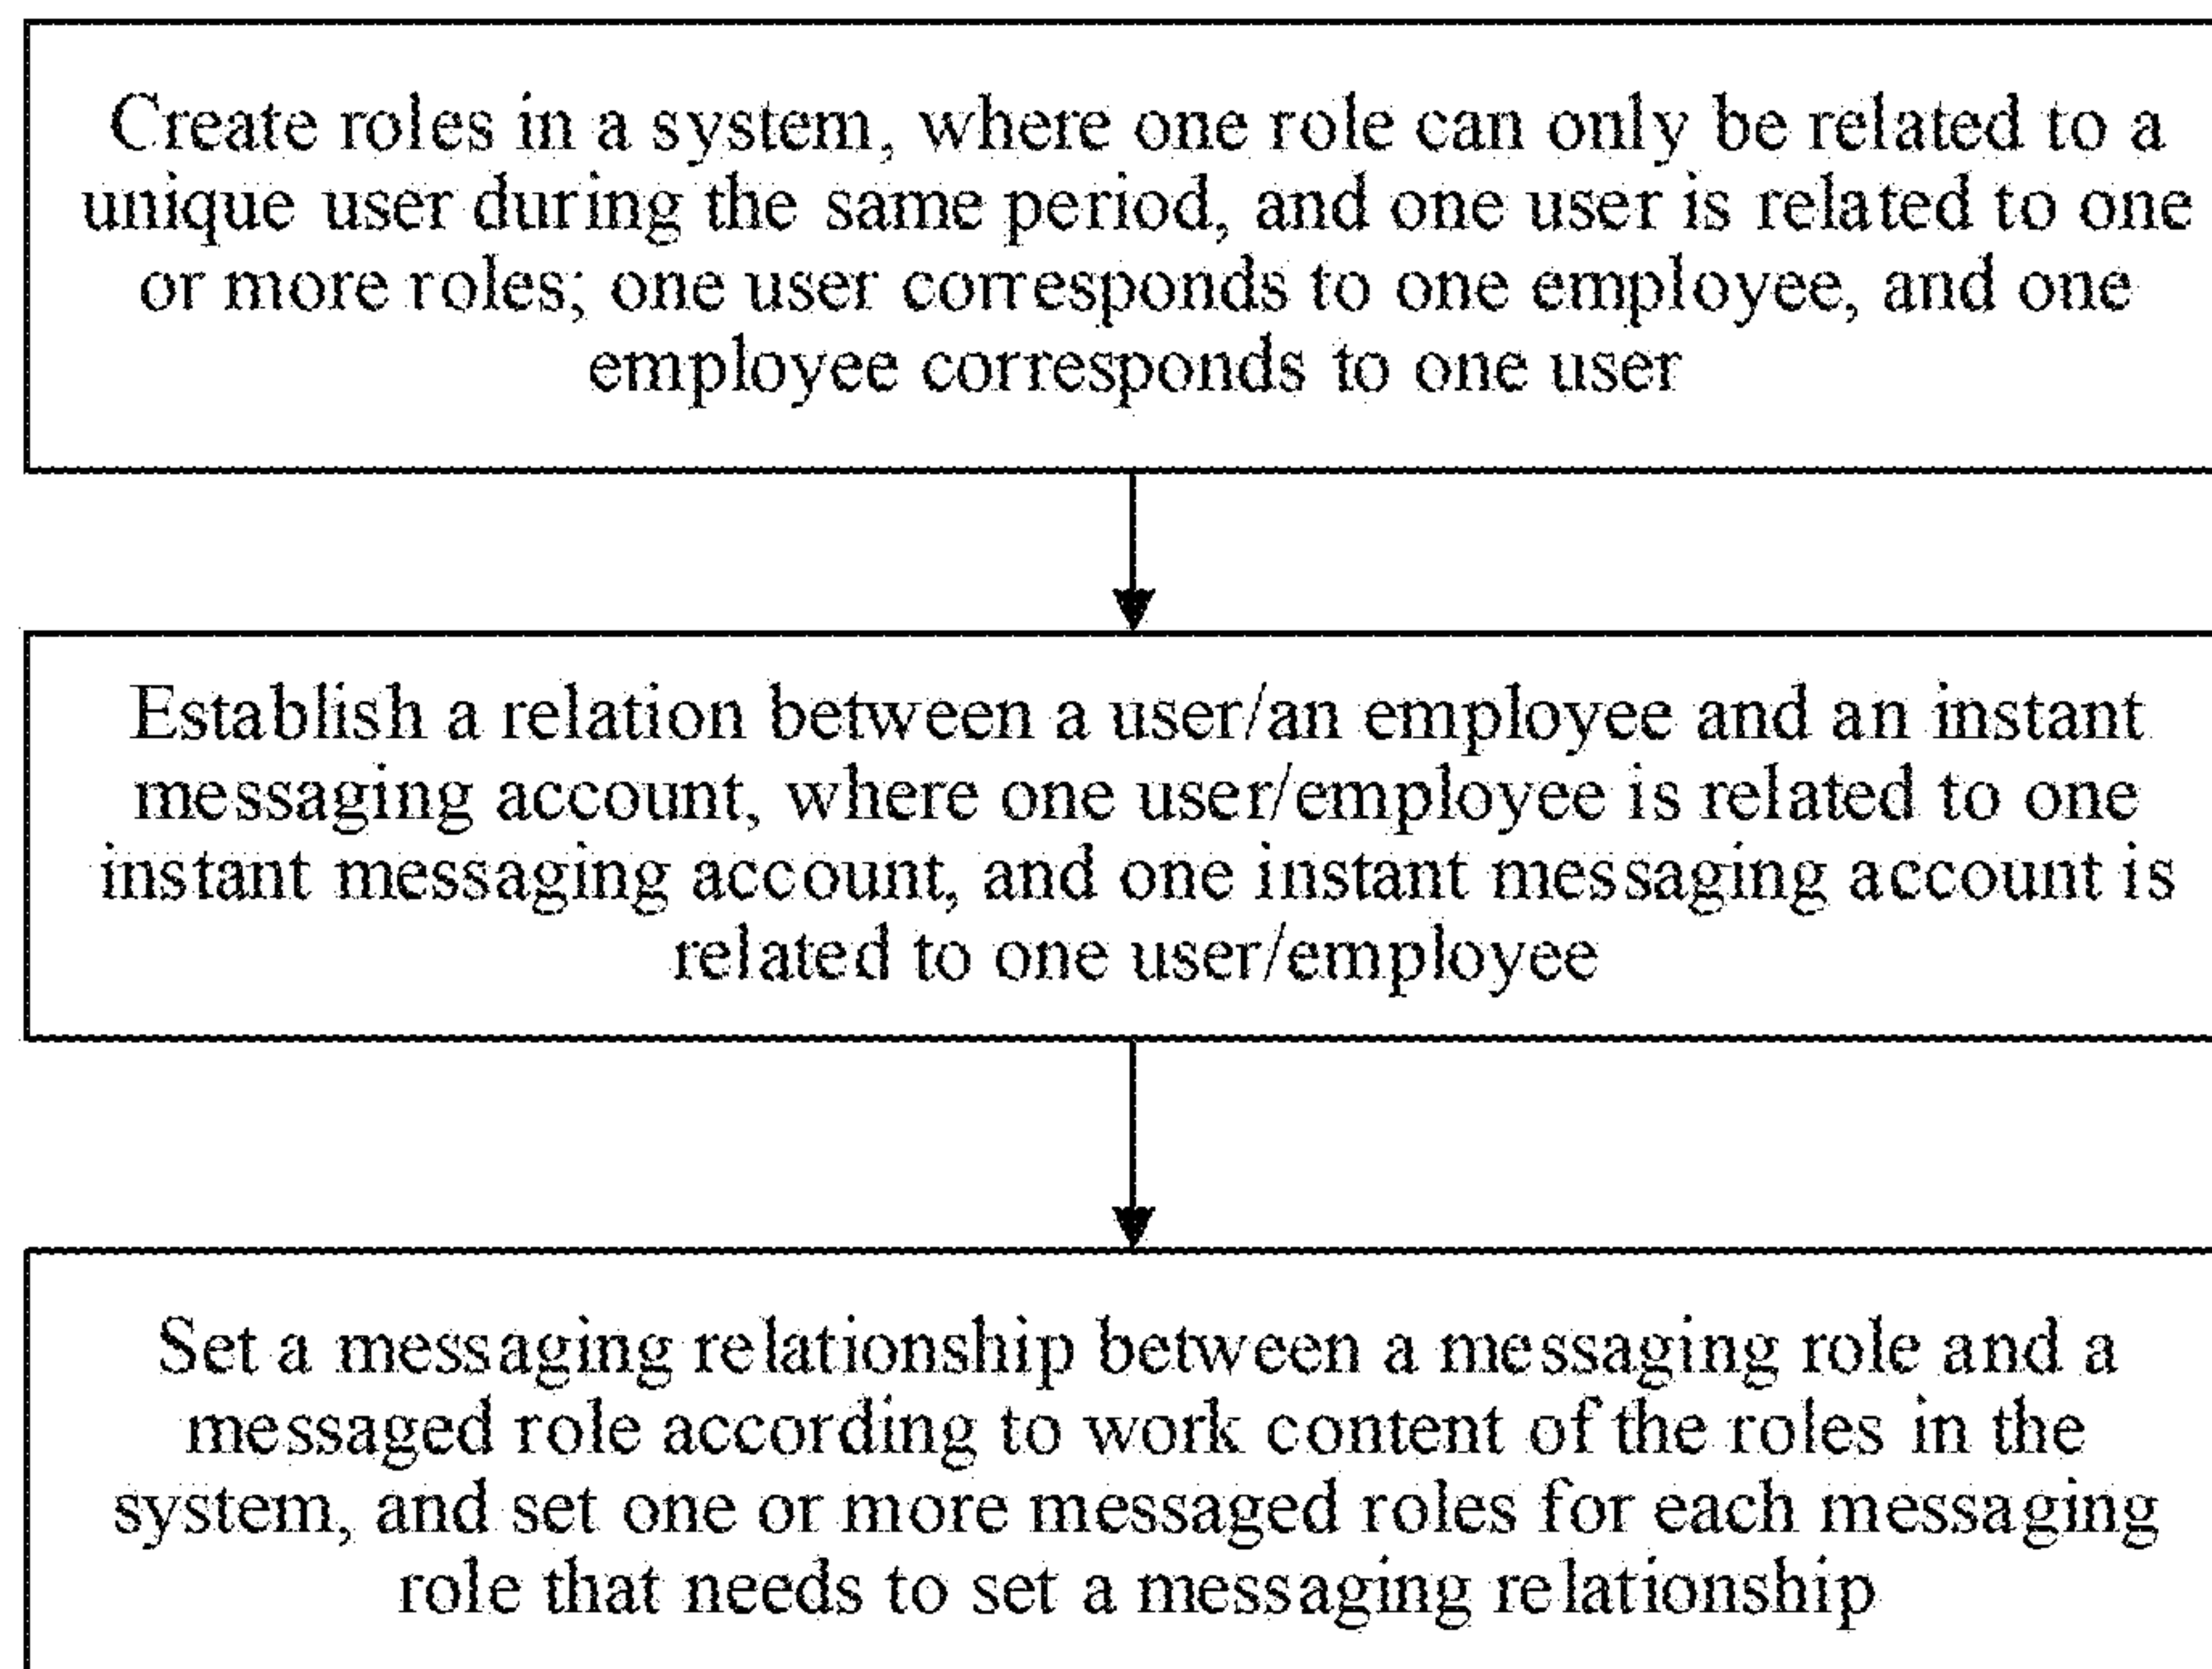 Create roles in a system, where one role can only be related to a
unique user during the same period, and one user is related to one
or more roles; one user corresponds to one employee, and one
employee corresponds to one user
Establish a relation between a user/an employee and an instant
messaging account, where one user/employee is related to one
instant messaging account, and one instant messaging account is
related to one user/employee
Set a messaging relationship between a messaging role and a
messaged role according to work content of the roles in the
system, and set one or more messaged roles for each messaging
role that needs to set a messaging relationship